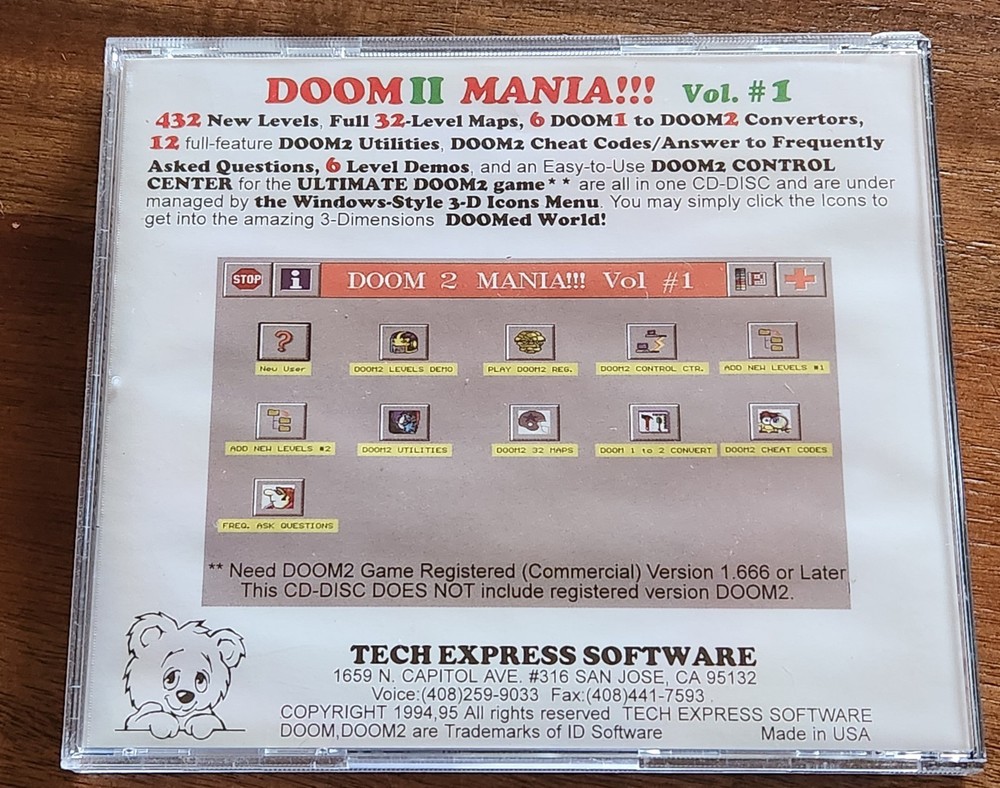 DOOM II MANIA!!! Vol. #1
432 New Levels, Full 32-Level Maps, 6 DOOM1 to DOOM2 Convertors,
12 full-feature DOOM2 Utilities, DOOM2 Cheat Codes/Answer to Frequently
Asked Questions, 6 Level Demos, and an Easy-to-Use DOOM2 CONTROL
CENTER for the ULTIMATE DOOM2 game** are all in one CD-DISC and are under
managed by the Windows-Style 3-D Icons Menu. You may simply click the Icons to
get into the amazing 3-Dimensions DOOMed World!
STOP i DOOM 2 MANIA!!! Vol #1
New User DOOM2 LEVELS DEMO PLAY DOOM2 REG. DOOM2 CONTROL CTR. ADD NEW LEVELS #1
ADD NEW LEVELS #2 DOOM2 UTILITIES DOOM2 32 MAPS DOOM 1 to 2 CONVERT DOOM2 CHEAT CODES
FREQ. ASK QUESTIONS
** Need DOOM2 Game Registered (Commercial) Version 1.666 or Later
This CD-DISC DOES NOT include registered version DOOM2.
TECH EXPRESS SOFTWARE
1659 N. CAPITOL AVE. #316 SAN JOSE, CA 95132
Voice:(408)259-9033 Fax:(408)441-7593
COPYRIGHT 1994,95 All rights reserved TECH EXPRESS SOFTWARE
DOOM,DOOM2 are Trademarks of ID Software Made in USA